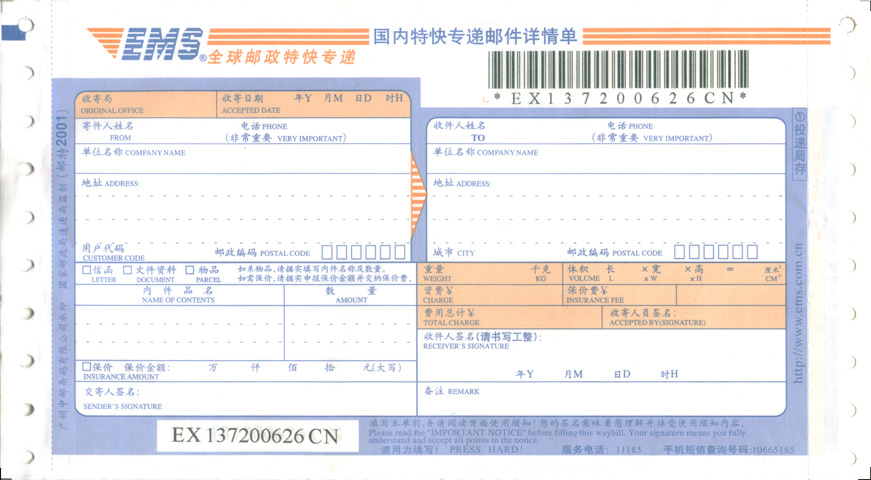 EMS®全球邮政特快专递
国内特快专递邮件详情单
*EX137200626CN*
收寄局 收寄日期 年Y 月M 日D 时H
ORIGINAL OFFICE ACCEPTED DATE
寄件人姓名 电话 PHONE
FROM (非常重要 VERY IMPORTANT)
单位名称 COMPANY NAME
地址 ADDRESS:
用户代码 邮政编码 POSTAL CODE
CUSTOMER CODE
收件人姓名 电话 PHONE
TO (非常重要 VERY IMPORTANT)
单位名称 COMPANY NAME
地址 ADDRESS:
城市 CITY 邮政编码 POSTAL CODE
信函 文件资料 物品 如系物品,请据实填写内件名称及数量。
LETTER DOCUMENT PARCEL 如需保价,请据实申报保价金额并交纳保价费。
内件品名 数量
NAME OF CONTENTS AMOUNT
保价 保价金额: 万 仟 佰 拾 元(大写)
INSURANCE AMOUNT
交寄人签名:
SENDER'S SIGNATURE
重量 千克 体积 长 ×宽 ×高 = 厘米³
WEIGHT KG VOLUME L ×W ×H CM³
资费¥ 保价费¥
CHARGE INSURANCE FEE
费用总计¥ 收寄人员签名:
TOTAL CHARGE ACCEPTED BY(SIGNATURE)
收件人签名(请书写工整):
RECEIVER'S SIGNATURE
年Y 月M 日D 时H
备注 REMARK
EX 137200626 CN
填写本单前,务请阅读背面使用须知!您的签名意味着您理解并接受使用须知内容。
Please read the "IMPORTANT NOTICE" before filling this waybill. Your signature means you fully
understand and accept all points in the notice.
请用力填写! PRESS HARD! 服务电话: 11185 手机短信查询号码:10665185
广州中邮条码有限公司承印 国家邮政局速递局监制(邮特2001)
①投递局存
http://www.ems.com.cn